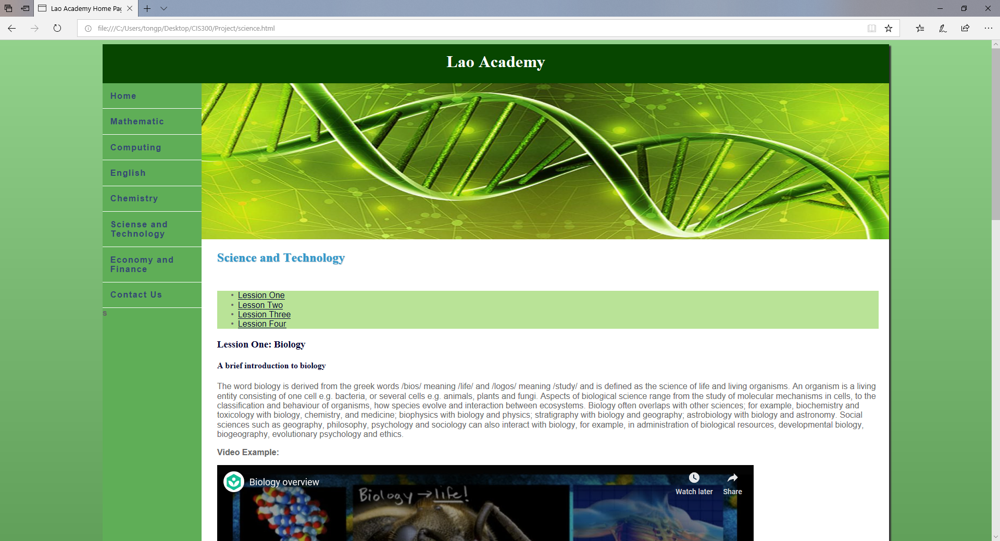 Lao Academy Home Pag
file:///C:/Users/tongp/Desktop/CIS300/Project/science.html
Lao Academy
Home
Mathematic
Computing
English
Chemistry
Sciense and
Technology
Economy and
Finance
Contact Us
s
Science and Technology
• Lession One
• Lesson Two
• Lession Three
• Lession Four
Lession One: Biology
A brief introduction to biology
The word biology is derived from the greek words /bios/ meaning /life/ and /logos/ meaning /study/ and is defined as the science of life and living organisms. An organism is a living
entity consisting of one cell e.g. bacteria, or several cells e.g. animals, plants and fungi. Aspects of biological science range from the study of molecular mechanisms in cells, to the
classification and behaviour of organisms, how species evolve and interaction between ecosystems. Biology often overlaps with other sciences; for example, biochemistry and
toxicology with biology, chemistry, and medicine; biophysics with biology and physics; stratigraphy with biology and geography; astrobiology with biology and astronomy. Social
sciences such as geography, philosophy, psychology and sociology can also interact with biology, for example, in administration of biological resources, developmental biology,
biogeography, evolutionary psychology and ethics.
Video Example:
Biology overview
Watch later
Share
Biology → life!